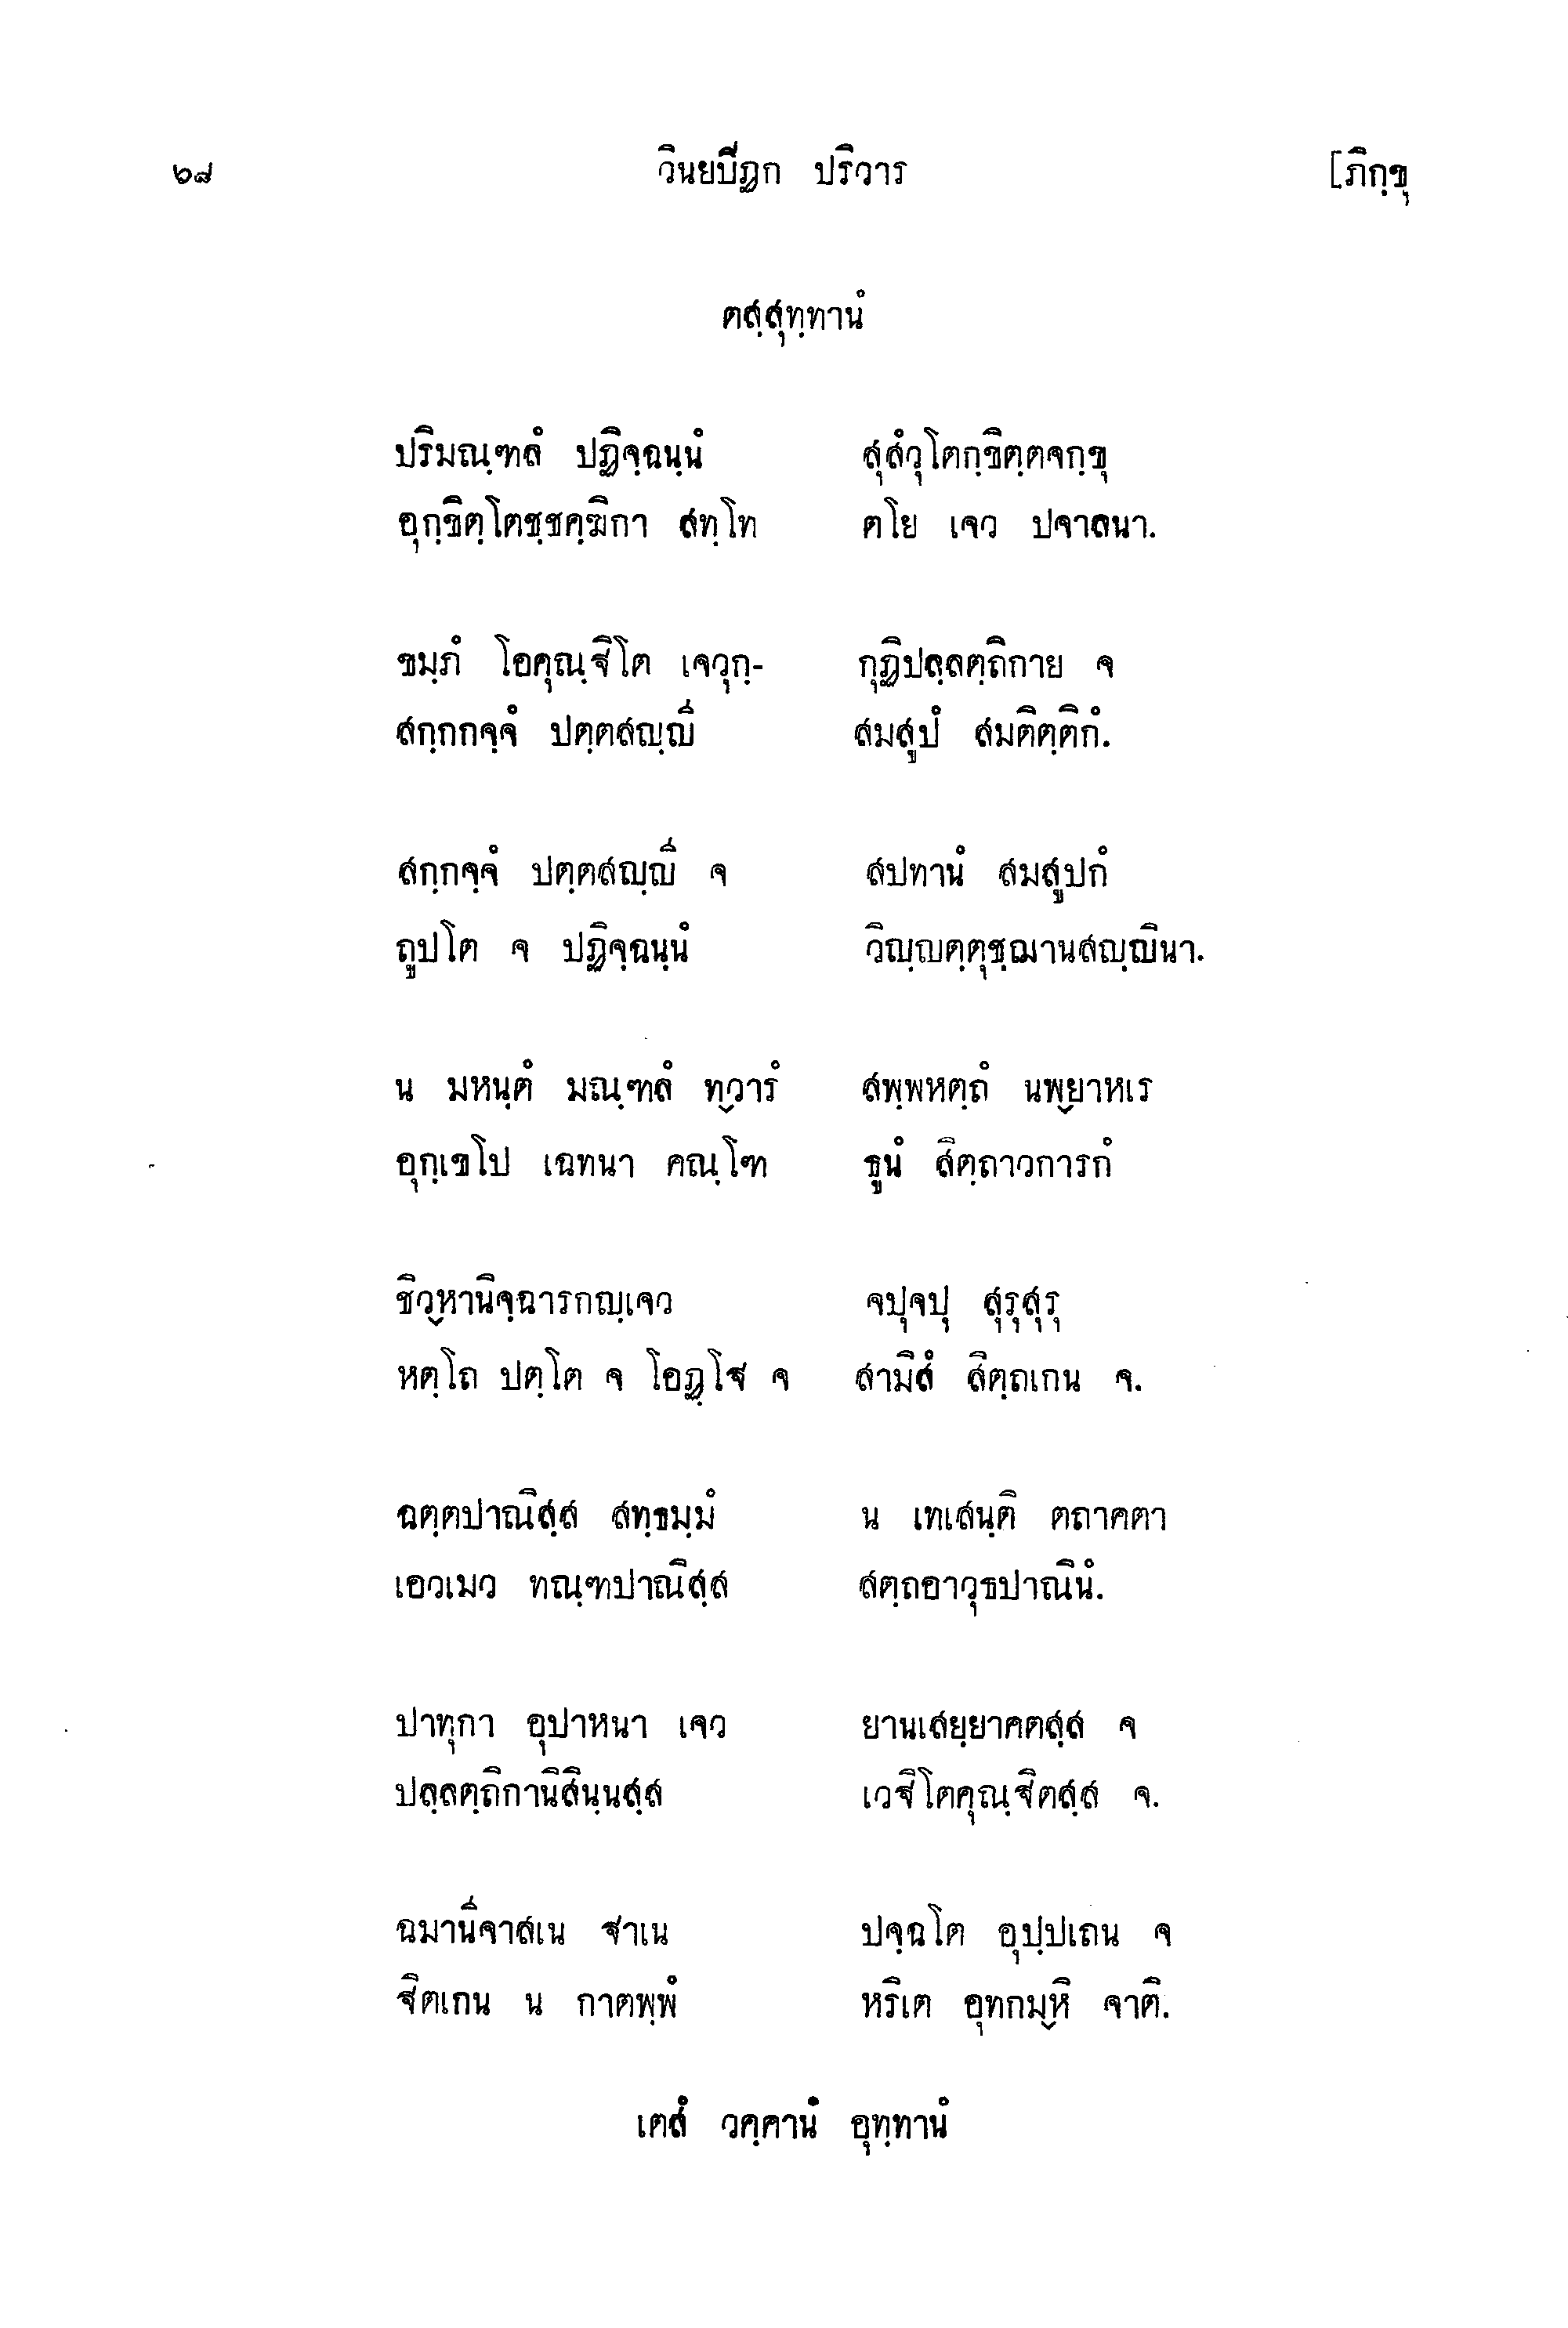 ๖๘ วินยปิฏก ปริวาร [ภิกฺขุ
ตสฺสุทฺทานํ
ปริมณฺฑลํ ปฏิจฺฉนฺนํ สุสํวุโตกฺขิตฺตจกฺขุ
อุกฺขิตฺโตชฺชคฺฆิกา สทฺโท ตโย เจว ปจาลนา.
ขมฺภํ โอคุณฺฐิโต เจวุกฺ- กุฏิปลฺลตฺถิกาย จ
สกฺกกจฺจํ ปตฺตสญฺญี สมสูปํ สมติตฺติกํ.
สกฺกจฺจํ ปตฺตสญฺญี จ สปทานํ สมสูปกํ
ถูปโต จ ปฏิจฺฉนฺนํ วิญฺญตฺตุชฺฌานสญฺญินา.
น มหนฺตํ มณฺฑลํ ทฺวารํ สพฺพหตฺถํ นพฺยาหเร
อุกฺเขโป เฉทนา คณฺโฑ ธูนํ สิตฺถาวการกํ
ชิวฺหานิจฺฉารกญฺเจว จปุจปุ สุรุสุรุ
หตฺโถ ปตฺโต จ โอฏฺโฐ จ สามิสํ สิตฺถเกน จ.
ฉตฺตปาณิสฺส สทฺธมฺมํ น เทเสนฺติ ตถาคตา
เอวเมว ทณฺฑปาณิสฺส สตฺถอาวุธปาณินํ.
ปาทุกา อุปาหนา เจว ยานเสยฺยาคตสฺส จ
ปลฺลตฺถิกานิสินฺนสฺส เวฐิโตคุณฺฐิตสฺส จ.
ฉมานีจาสเน ฐาเน ปจฺฉโต อุปฺปเถน จ
ฐิตเกน น กาตพฺพํ หริเต อุทกมฺหิ จาติ.
เตสํ วคฺคานํ อุทฺทานํ